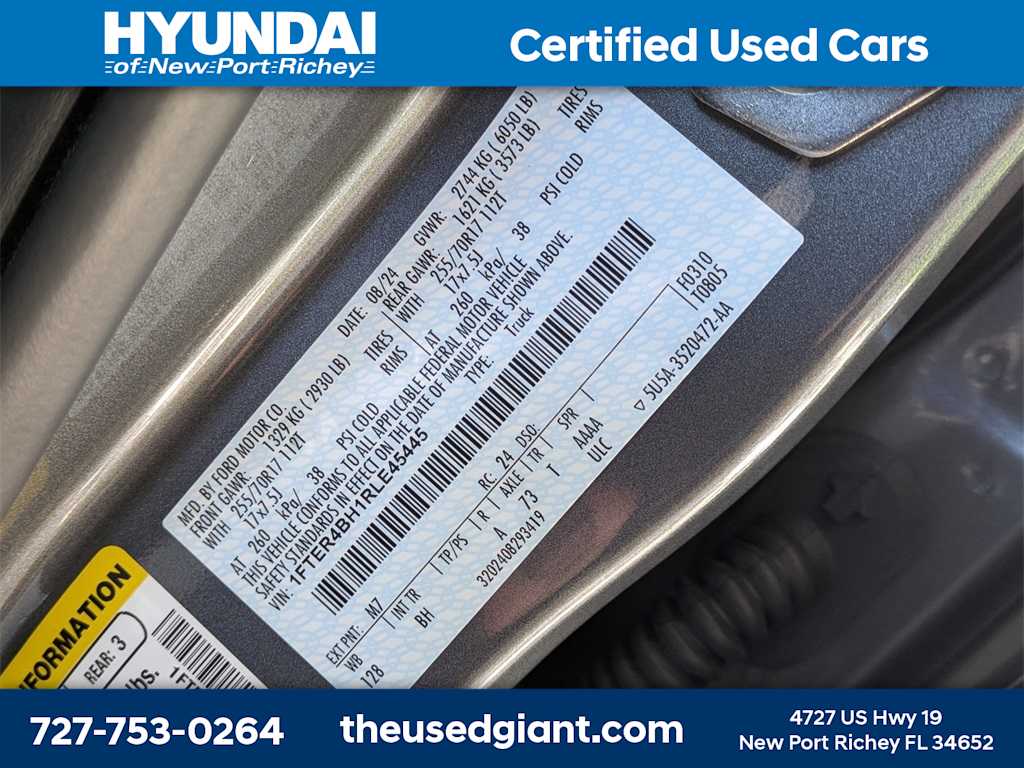 HYUNDAI
of New Port Richey
Certified Used Cars
MFD. BY FORD MOTOR CO
DATE: 08/24 GVWR: 2744 KG ( 6050 LB)
FRONT GAWR: 1329 KG ( 2930 LB) REAR GAWR: 1621 KG ( 3573 LB)
WITH 255/70R17 112T TIRES WITH 255/70R17 112T TIRES
17x7.5J RIMS 17x7.5J RIMS
AT 260 kPa/ 38 PSI COLD AT 260 kPa/ 38 PSI COLD
THIS VEHICLE CONFORMS TO ALL APPLICABLE FEDERAL MOTOR VEHICLE
SAFETY STANDARDS IN EFFECT ON THE DATE OF MANUFACTURE SHOWN ABOVE.
VIN: 1FTER4BH1RLE45445 TYPE: Truck
EXT PNT: M7 RC: 24 DSO: F0310
WB INT TR TP/PS R AXLE TR SPR T0805
128 BH A 73 T AAAA
3202408293419 ULC
▽ 5U5A-3520472-AA
FORMATION
REAR: 3
lbs.
727-753-0264
theusedgiant.com
4727 US Hwy 19
New Port Richey FL 34652